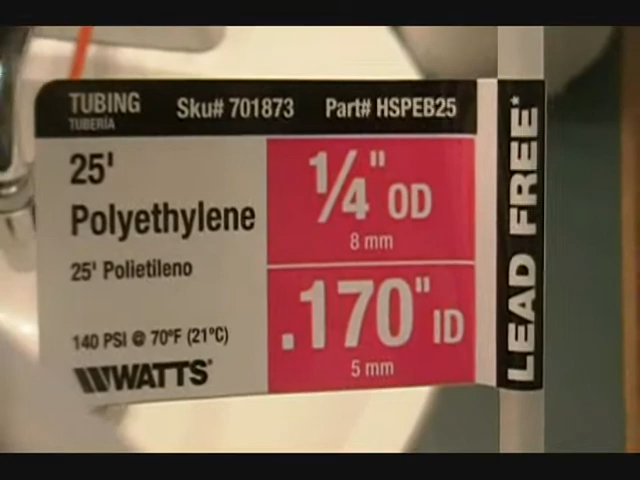 TUBING Sku# 701873 Part# HSPEB25
TUBERÍA
25'
Polyethylene
25' Polietileno
140 PSI @ 70°F (21°C)
WATTS®
1/4" OD
8 mm
.170" ID
5 mm
LEAD FREE*